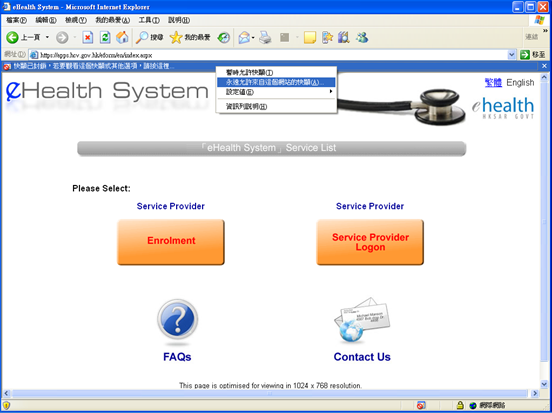 eHealth System - Microsoft Internet Explorer
檔案(F) 編輯(E) 檢視(V) 我的最愛(A) 工具(T) 說明(H)
上一頁 搜尋 我的最愛 連結
網址(D) https://apps.hcv.gov.hk/dcom/en/index.aspx 移至
快顯已封鎖。若要觀看這個快顯或其他選項，請按這裡...
暫時允許快顯(T)
永遠允許來自這個網站的快顯(A)...
設定值(E)
資訊列說明(H)
eHealth System
繁體 English
ehealth
HKSAR GOVT
「eHealth System」Service List
Please Select:
Service Provider Service Provider
Enrolment
Service Provider Logon
FAQs Contact Us
This page is optimised for viewing in 1024 x 768 resolution.
網際網路